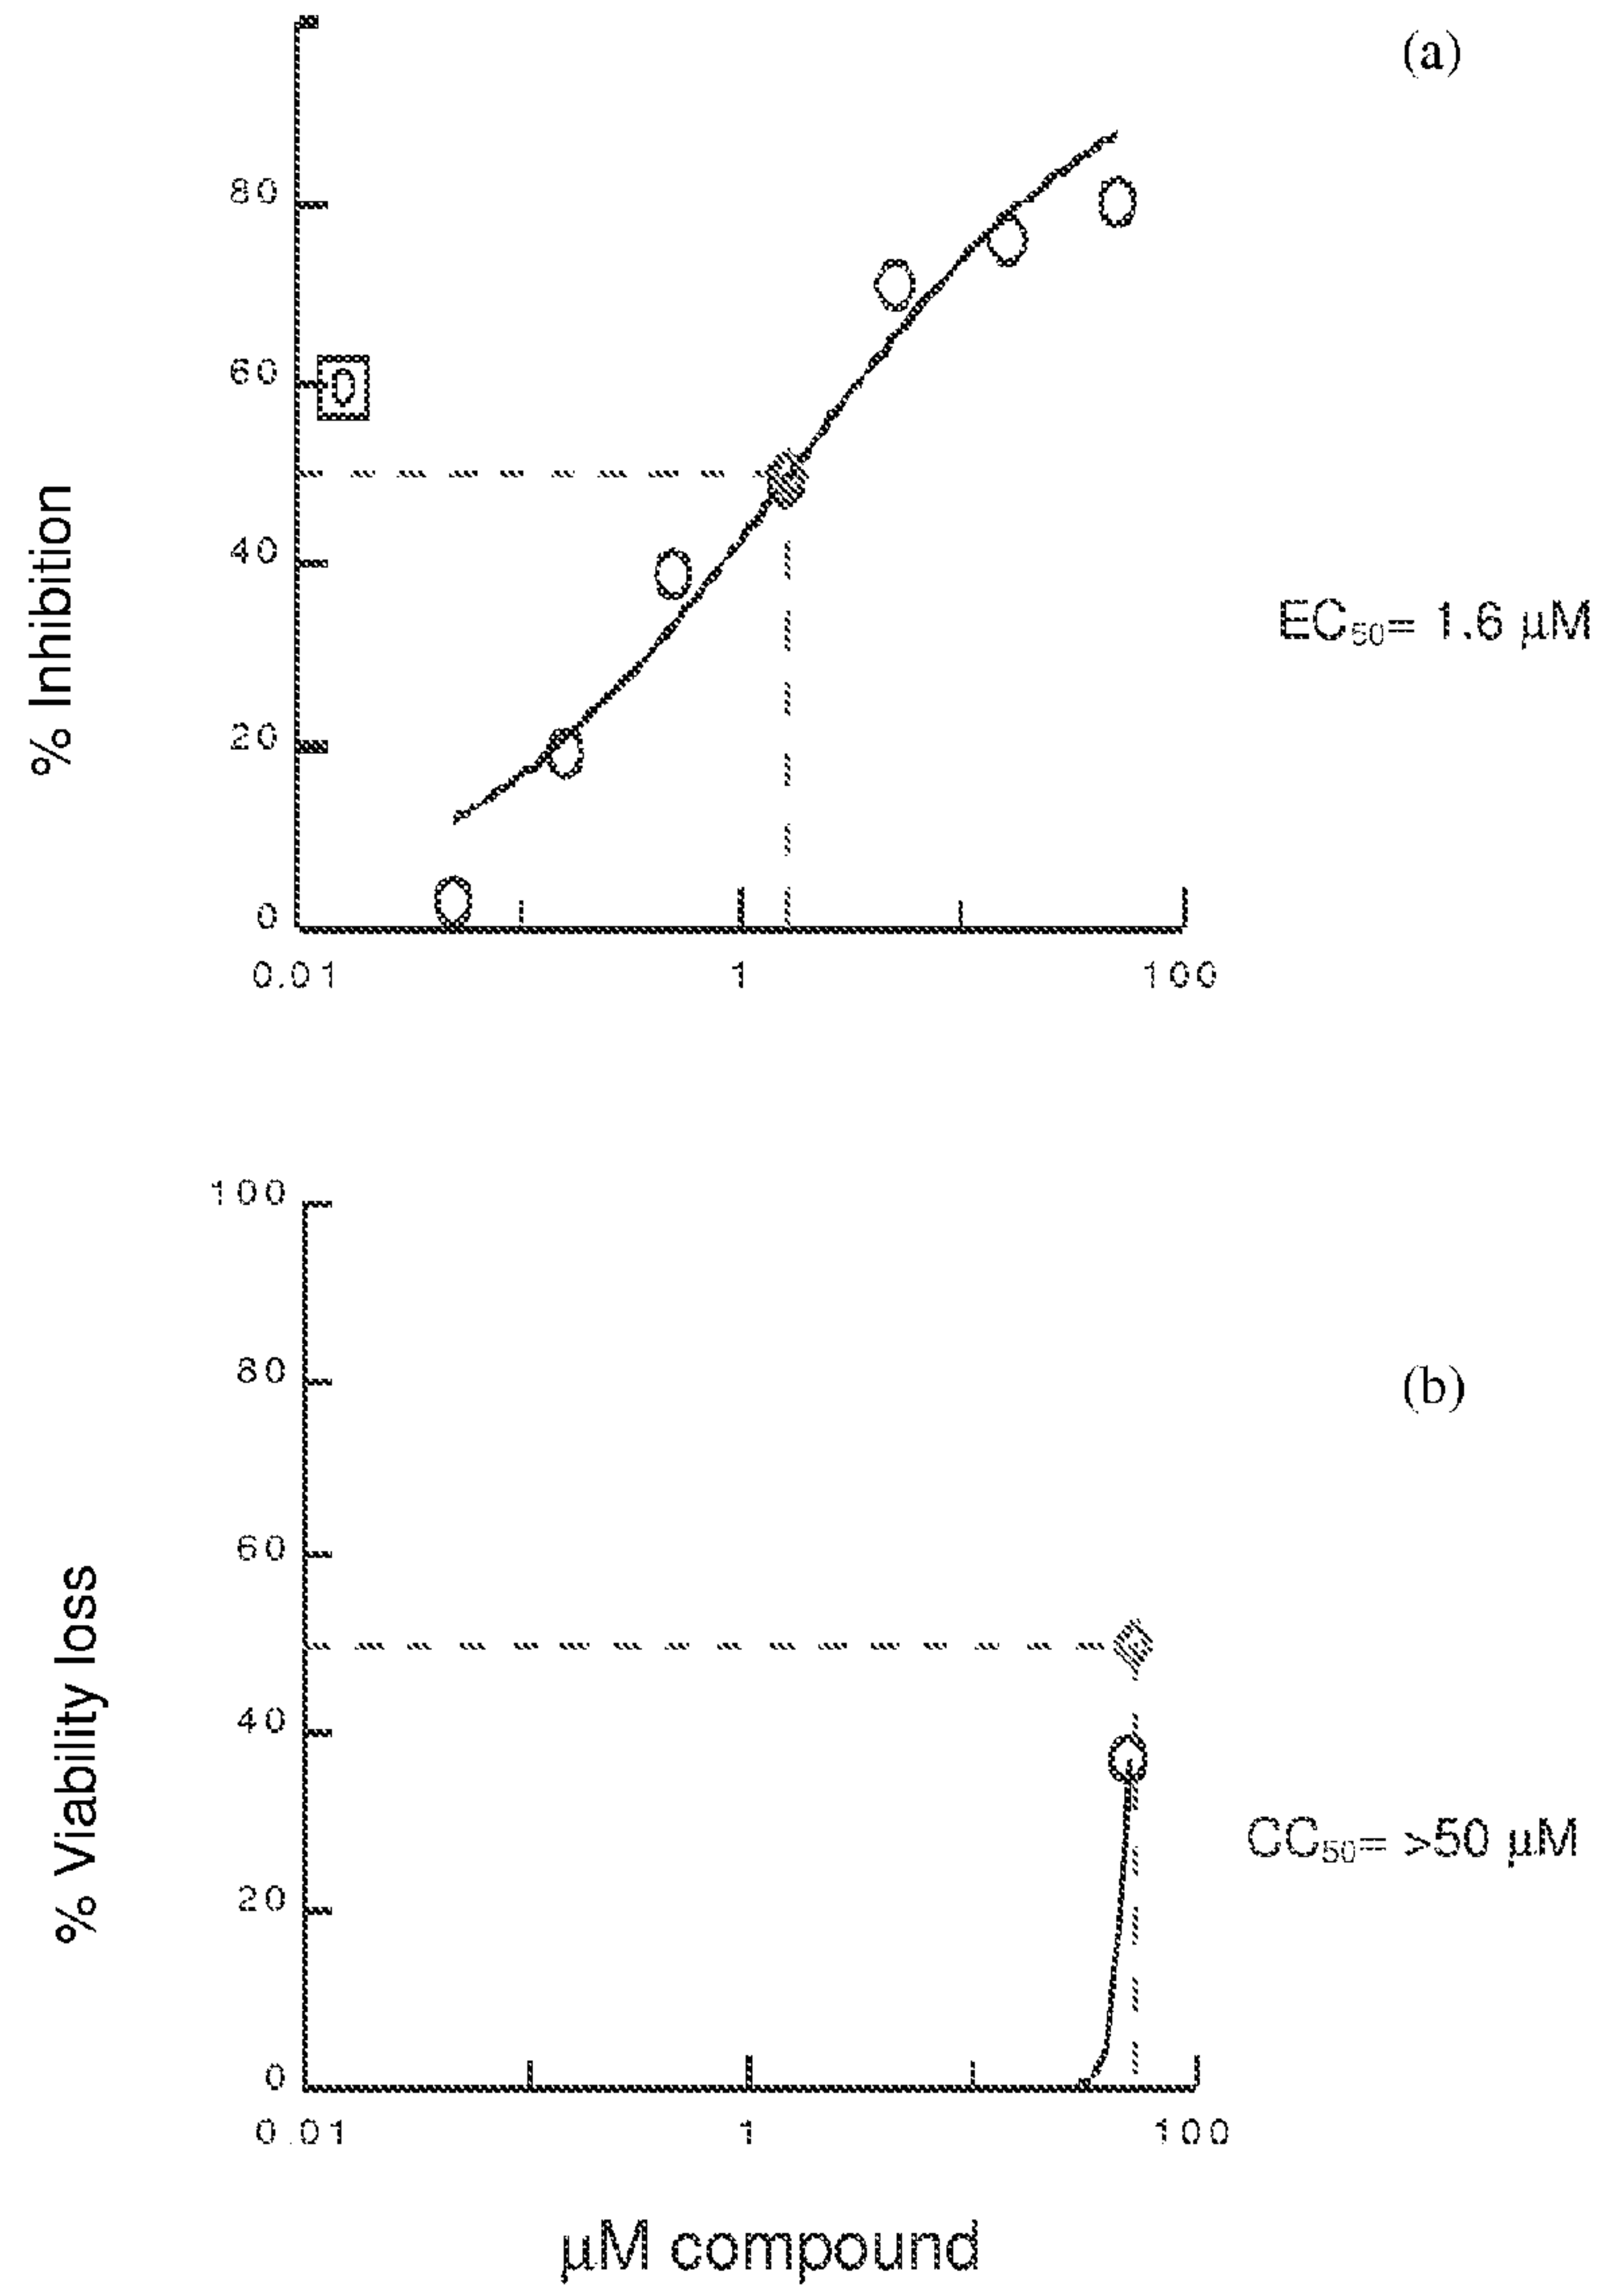 (a)
80
60
40
20
0
% Inhibition
EC50= 1.6 µM
0.01 1 100
100
80
60
40
20
0
(b)
% Viability loss
CC50= >50 µM
0.01 1 100
µM compound